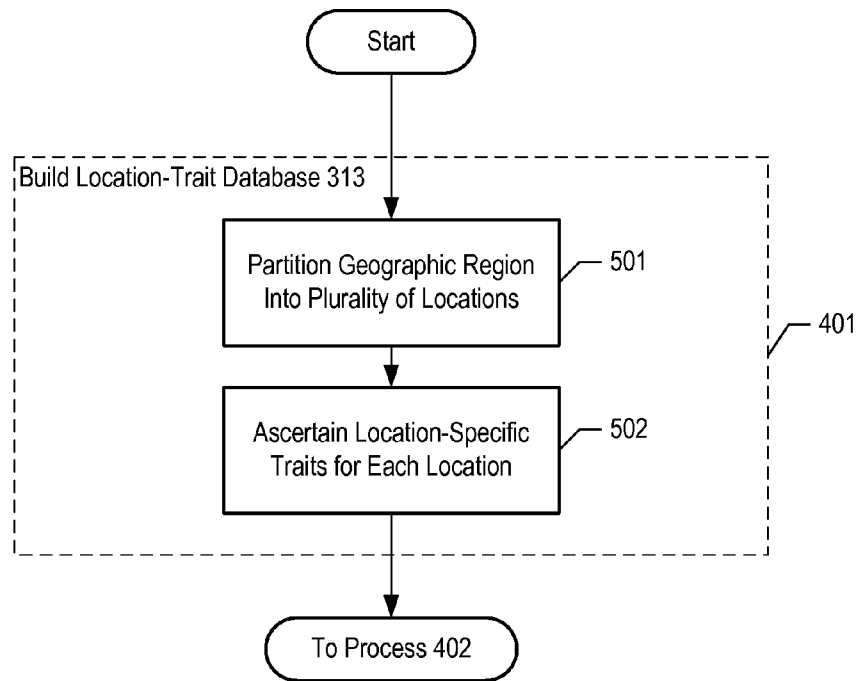 Start
Build Location-Trait Database 313
Partition Geographic Region
Into Plurality of Locations
501
401
Ascertain Location-Specific
Traits for Each Location
502
To Process 402